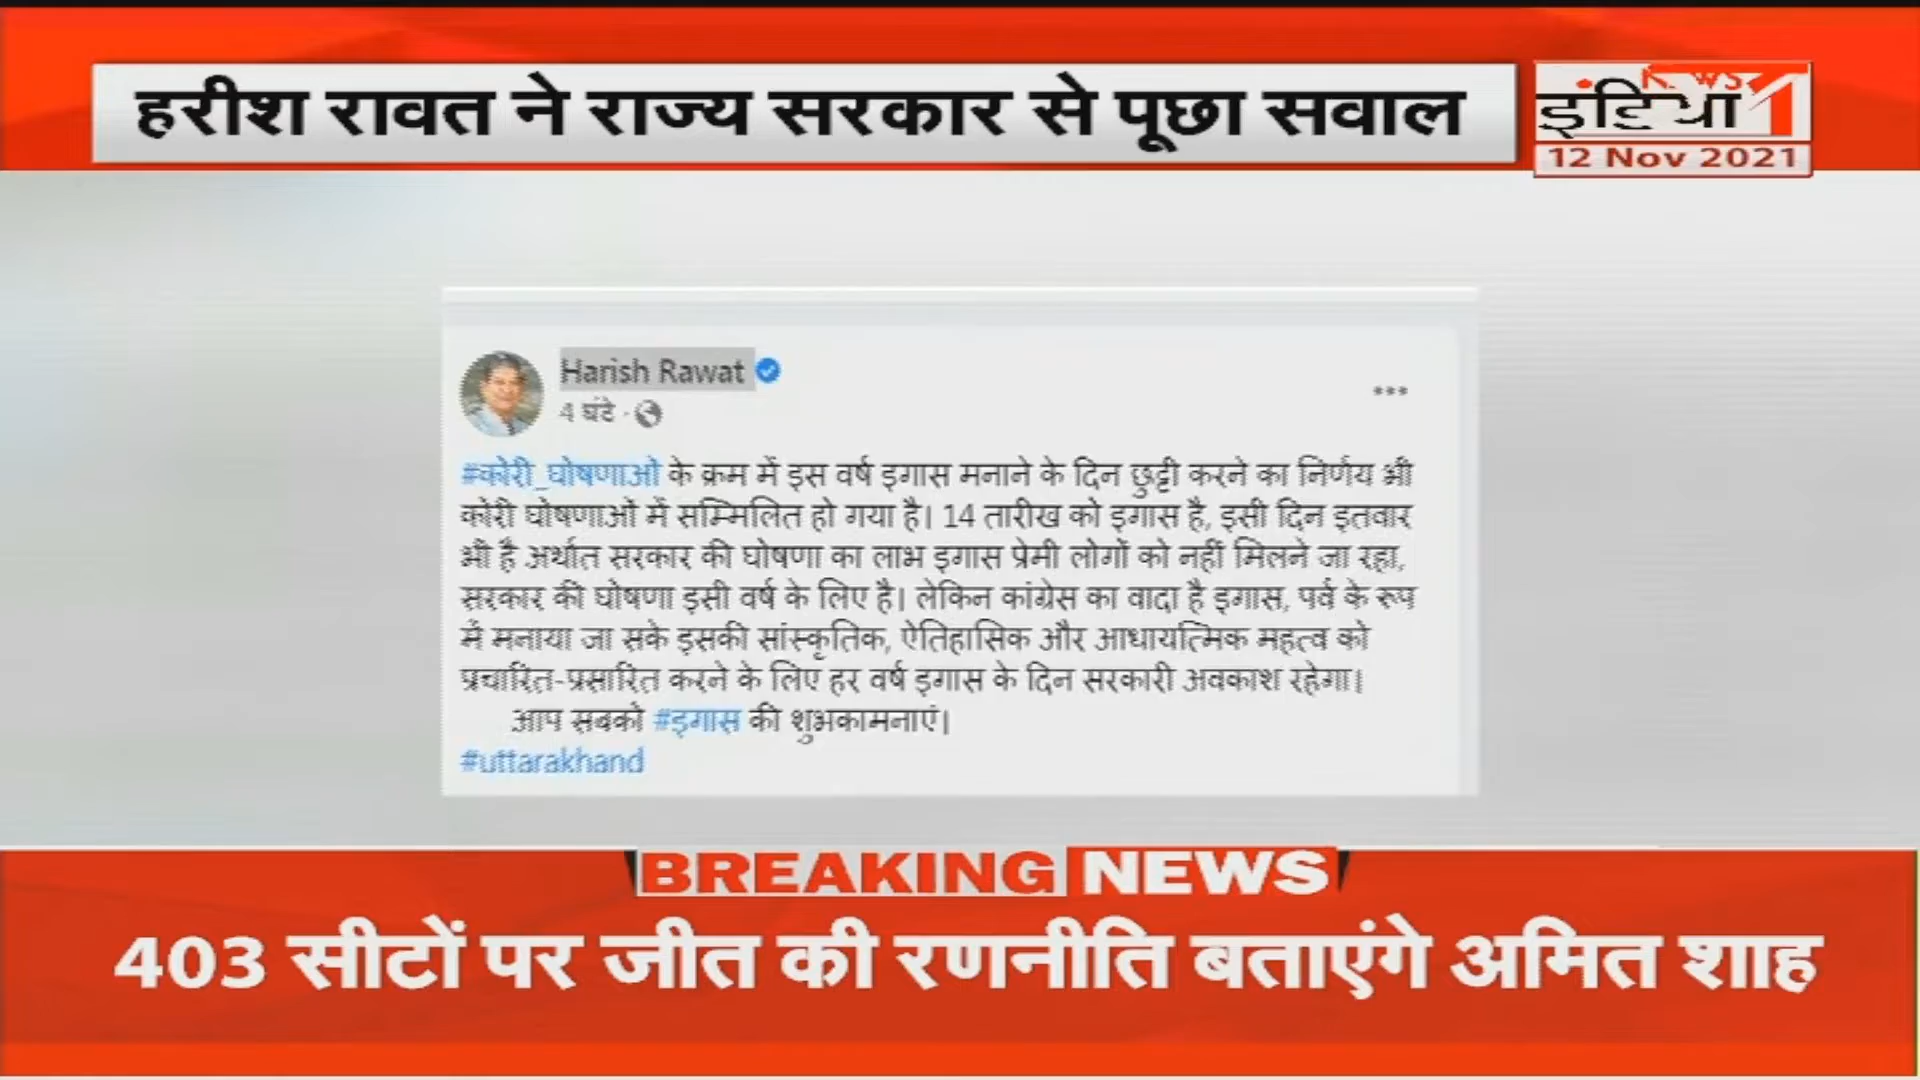 हरीश रावत ने राज्य सरकार से पूछा सवाल
NEWS
इंडिया 1
12 Nov 2021
Harish Rawat
4 घंटे ·
#कोरी_घोषणाओं के क्रम में इस वर्ष इगास मनाने के दिन छुट्टी करने का निर्णय भी
कोरी घोषणाओं में सम्मिलित हो गया है। 14 तारीख को इगास है, इसी दिन इतवार
भी है अर्थात सरकार की घोषणा का लाभ इगास प्रेमी लोगों को नहीं मिलने जा रहा,
सरकार की घोषणा इसी वर्ष के लिए है। लेकिन कांग्रेस का वादा है इगास, पर्व के रूप
में मनाया जा सके इसकी सांस्कृतिक, ऐतिहासिक और आधायत्मिक महत्व को
प्रचारित-प्रसारित करने के लिए हर वर्ष इगास के दिन सरकारी अवकाश रहेगा।
आप सबको #इगास की शुभकामनाएं।
#uttarakhand
BREAKING NEWS
403 सीटों पर जीत की रणनीति बताएंगे अमित शाह